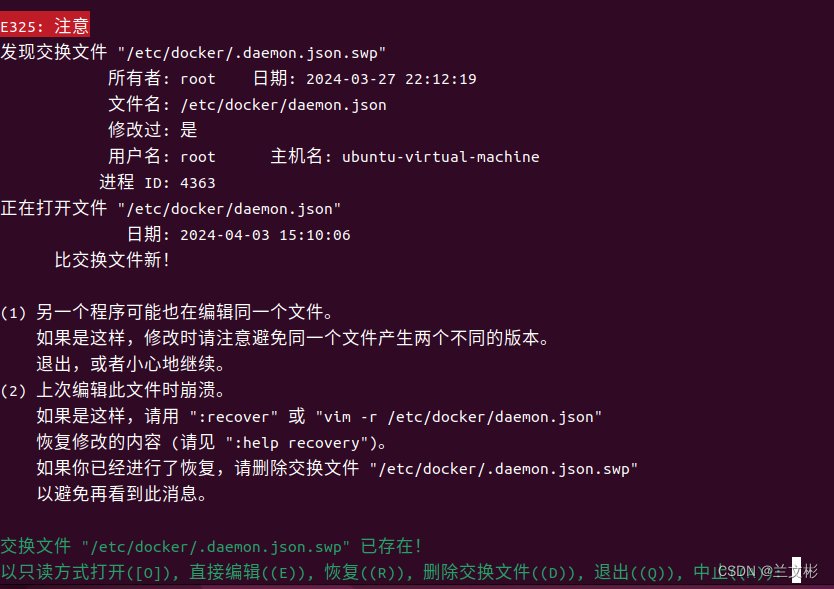 E325: 注意
发现交换文件 "/etc/docker/.daemon.json.swp"
所有者: root 日期: 2024-03-27 22:12:19
文件名: /etc/docker/daemon.json
修改过: 是
用户名: root 主机名: ubuntu-virtual-machine
进程 ID: 4363
正在打开文件 "/etc/docker/daemon.json"
日期: 2024-04-03 15:10:06
比交换文件新!
(1) 另一个程序可能也在编辑同一个文件。
如果是这样，修改时请注意避免同一个文件产生两个不同的版本。
退出，或者小心地继续。
(2) 上次编辑此文件时崩溃。
如果是这样，请用 ":recover" 或 "vim -r /etc/docker/daemon.json"
恢复修改的内容 (请见 ":help recovery")。
如果你已经进行了恢复，请删除交换文件 "/etc/docker/.daemon.json.swp"
以避免再看到此消息。
交换文件 "/etc/docker/.daemon.json.swp" 已存在!
以只读方式打开([O]), 直接编辑((E)), 恢复((R)), 删除交换文件((D)), 退出((Q)), 中止
CSDN @兰文彬